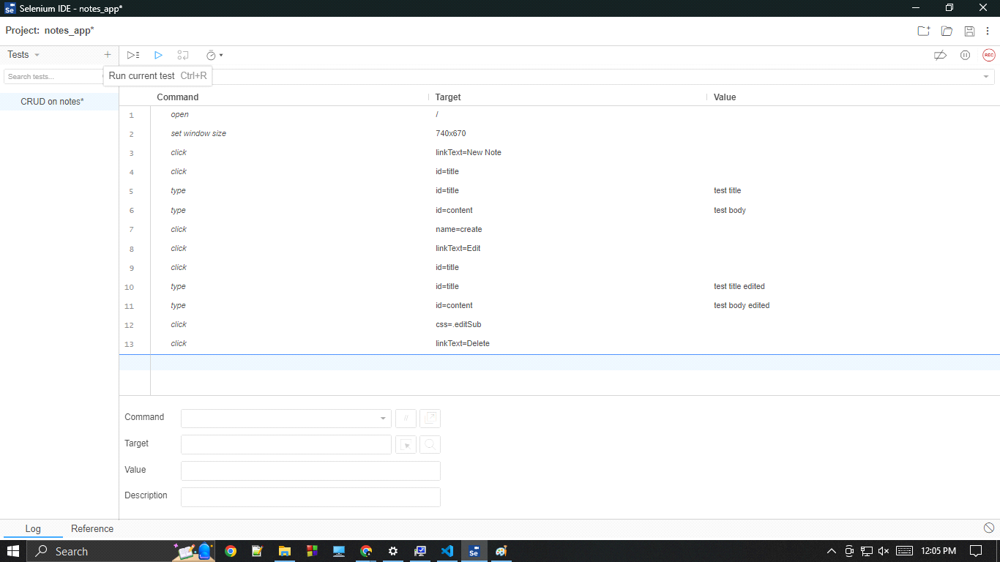 Se Selenium IDE - notes_app*
Project: notes_app*
Tests
REC
Search tests...
Run current test Ctrl+R
CRUD on notes*
Command Target Value
1 open /
2 set window size 740x670
3 click linkText=New Note
4 click id=title
5 type id=title test title
6 type id=content test body
7 click name=create
8 click linkText=Edit
9 click id=title
10 type id=title test title edited
11 type id=content test body edited
12 click css=.editSub
13 click linkText=Delete
Command //
Target
Value
Description
Log Reference
Search Se 12:05 PM